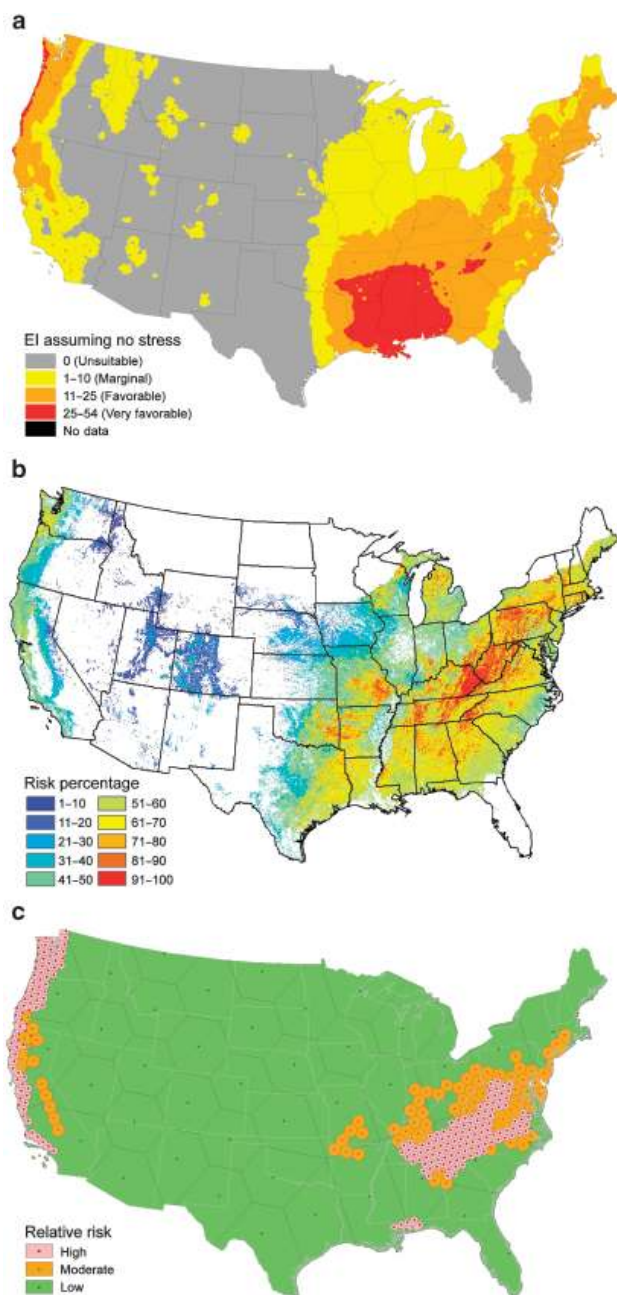 a
EI assuming no stress
0 (Unsuitable)
1–10 (Marginal)
11–25 (Favorable)
25–54 (Very favorable)
No data
b
Risk percentage
1–10 51–60
11–20 61–70
21–30 71–80
31–40 81–90
41–50 91–100
c
Relative risk
High
Moderate
Low